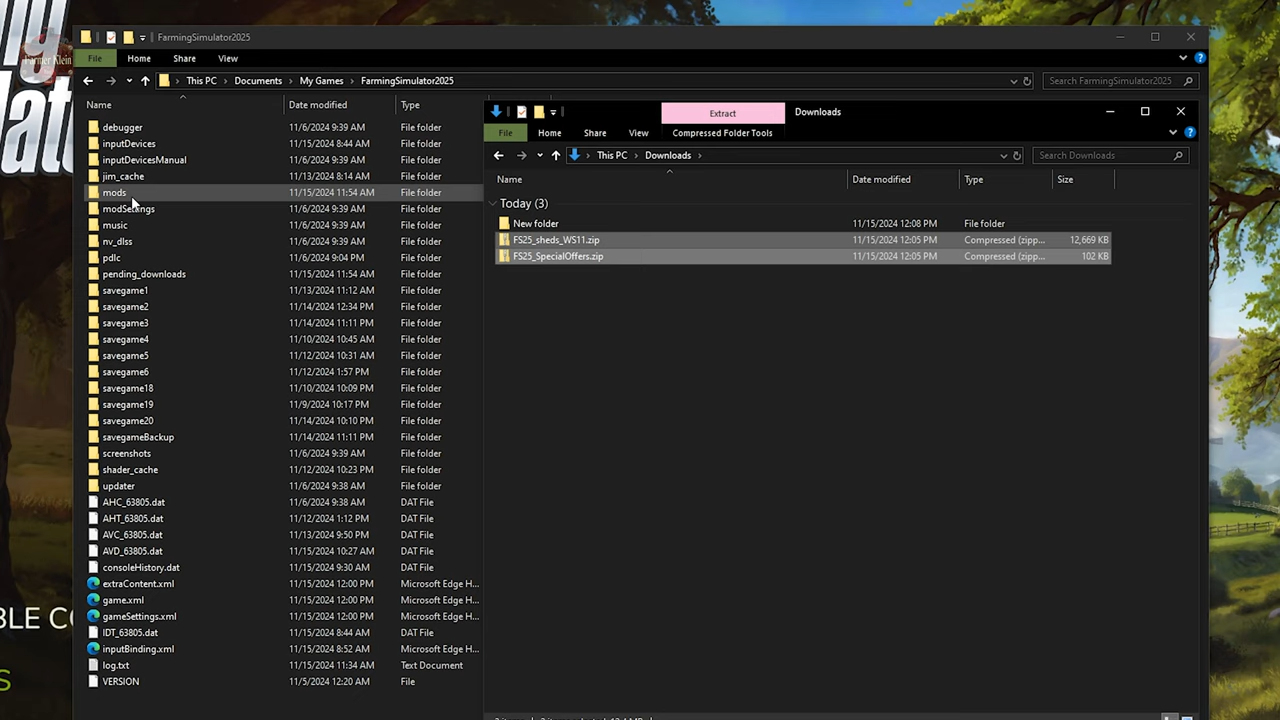 FarmingSimulator2025
File Home Share View
This PC > Documents > My Games > FarmingSimulator2025
Search FarmingSimulator2025
Name Date modified Type
debugger 11/6/2024 9:39 AM File folder
inputDevices 11/15/2024 8:44 AM File folder
inputDevicesManual 11/6/2024 9:39 AM File folder
jim_cache 11/13/2024 8:14 AM File folder
mods 11/15/2024 11:54 AM File folder
modSettings 11/6/2024 9:39 AM File folder
music 11/6/2024 9:39 AM File folder
nv_dlss 11/6/2024 9:39 AM File folder
pdlc 11/6/2024 9:04 PM File folder
pending_downloads 11/15/2024 11:54 AM File folder
savegame1 11/13/2024 11:12 AM File folder
savegame2 11/14/2024 12:34 PM File folder
savegame3 11/14/2024 11:11 PM File folder
savegame4 11/10/2024 10:45 AM File folder
savegame5 11/12/2024 10:31 AM File folder
savegame6 11/12/2024 1:57 PM File folder
savegame18 11/10/2024 10:09 PM File folder
savegame19 11/9/2024 10:17 PM File folder
savegame20 11/14/2024 10:10 PM File folder
savegameBackup 11/14/2024 11:11 PM File folder
screenshots 11/6/2024 9:39 AM File folder
shader_cache 11/12/2024 10:23 PM File folder
updater 11/6/2024 9:38 AM File folder
AHC_63805.dat 11/6/2024 9:38 AM DAT File
AHT_63805.dat 11/12/2024 1:12 PM DAT File
AVC_63805.dat 11/13/2024 9:50 PM DAT File
AVD_63805.dat 11/15/2024 10:27 AM DAT File
consoleHistory.dat 11/15/2024 9:30 AM DAT File
extraContent.xml 11/15/2024 12:00 PM Microsoft Edge H...
game.xml 11/15/2024 12:00 PM Microsoft Edge H...
gameSettings.xml 11/15/2024 12:00 PM Microsoft Edge H...
IDT_63805.dat 11/15/2024 8:44 AM DAT File
inputBinding.xml 11/15/2024 8:52 AM Microsoft Edge H...
log.txt 11/15/2024 11:34 AM Text Document
VERSION 11/5/2024 12:20 AM File
Extract Downloads
File Home Share View Compressed Folder Tools
This PC > Downloads >
Search Downloads
Name Date modified Type Size
Today (3)
New folder 11/15/2024 12:08 PM File folder
FS25_sheds_WS11.zip 11/15/2024 12:05 PM Compressed (zipp... 12,669 KB
FS25_SpecialOffers.zip 11/15/2024 12:05 PM Compressed (zipp... 102 KB
Farmer Klein
BLE CO
S